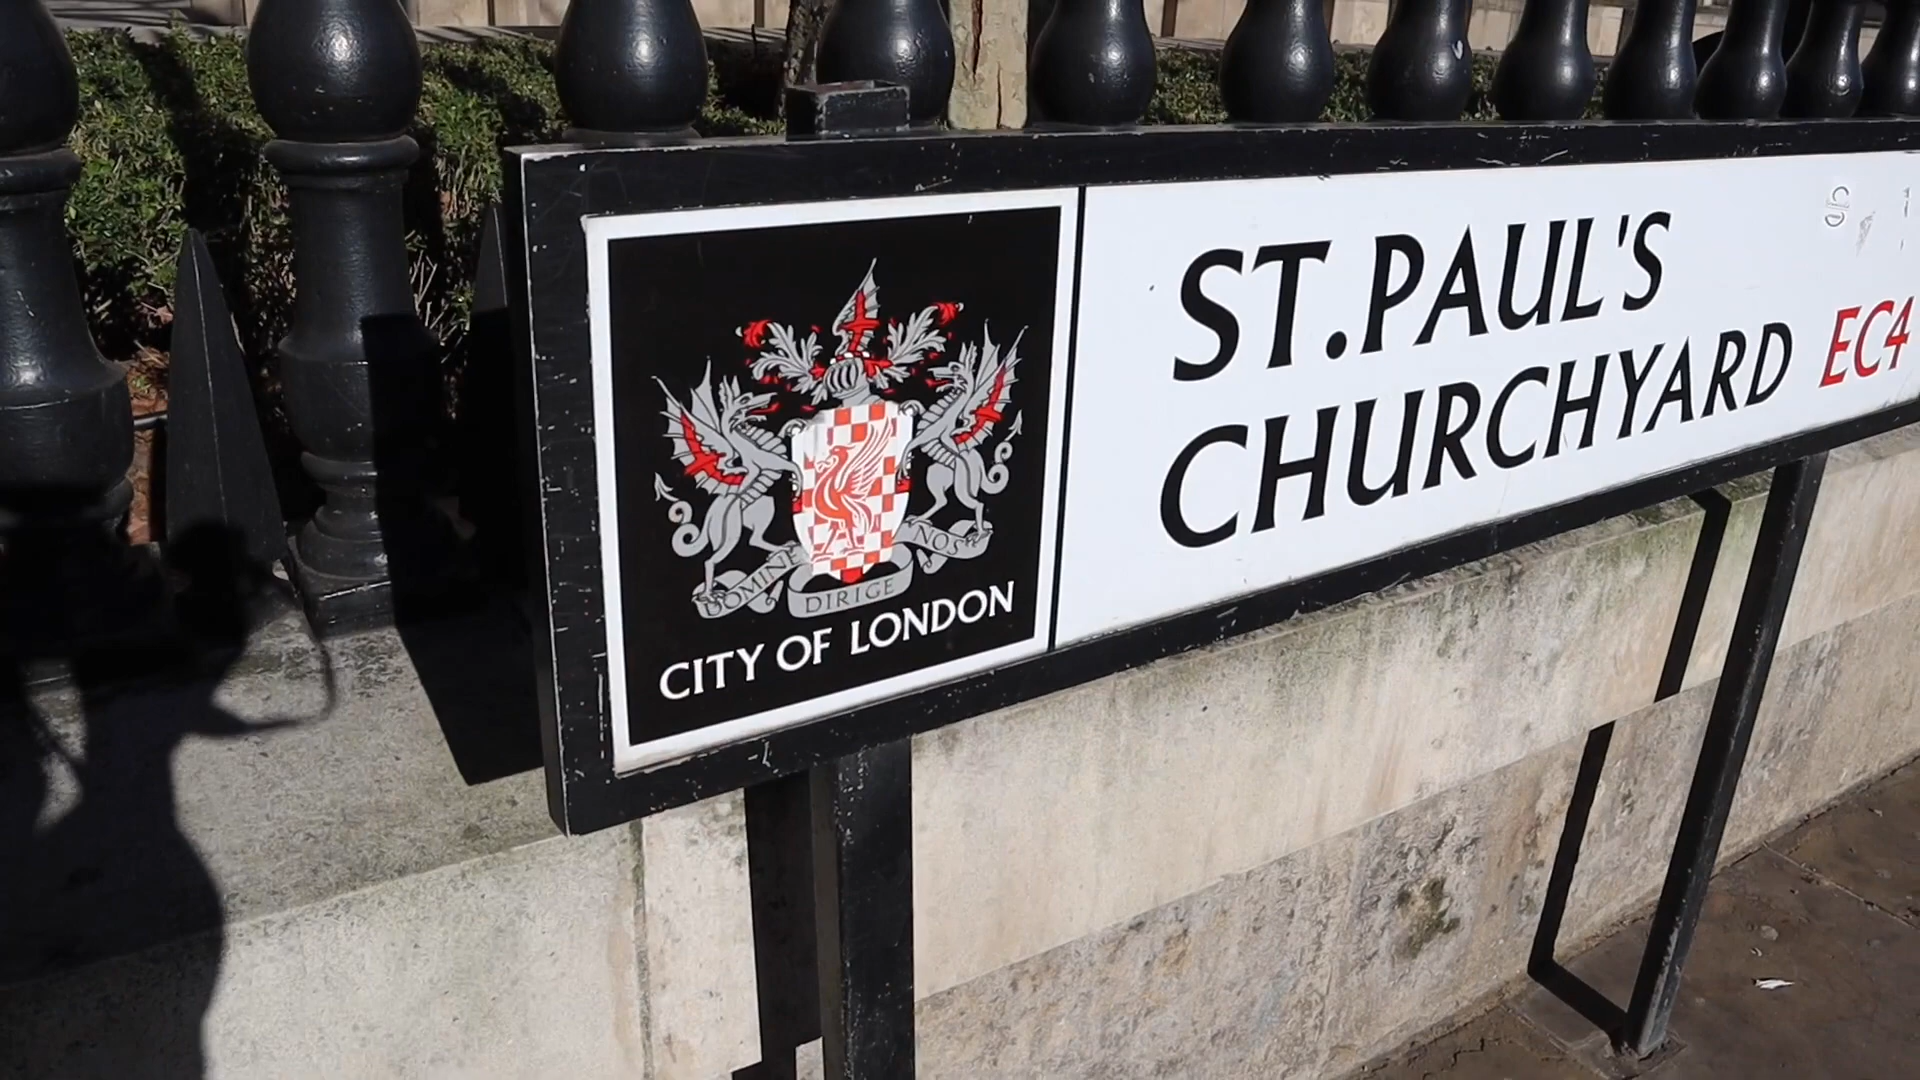 DOMINE DIRIGE NOS
CITY OF LONDON
ST. PAUL'S
CHURCHYARD EC4